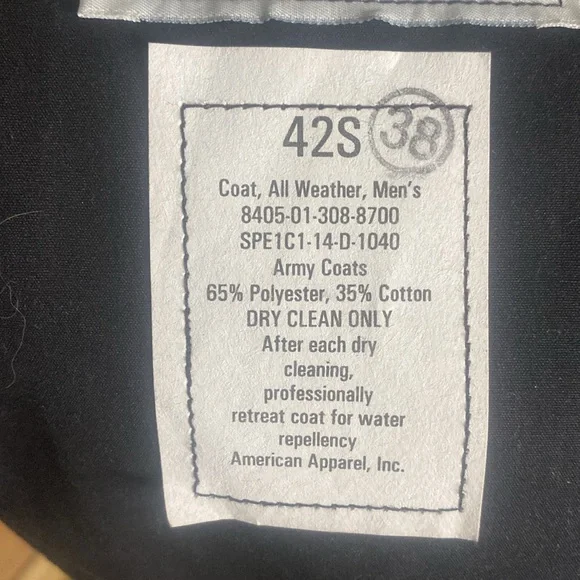 42S 38
Coat, All Weather, Men's
8405-01-308-8700
SPE1C1-14-D-1040
Army Coats
65% Polyester, 35% Cotton
DRY CLEAN ONLY
After each dry
cleaning,
professionally
retreat coat for water
repellency
American Apparel, Inc.